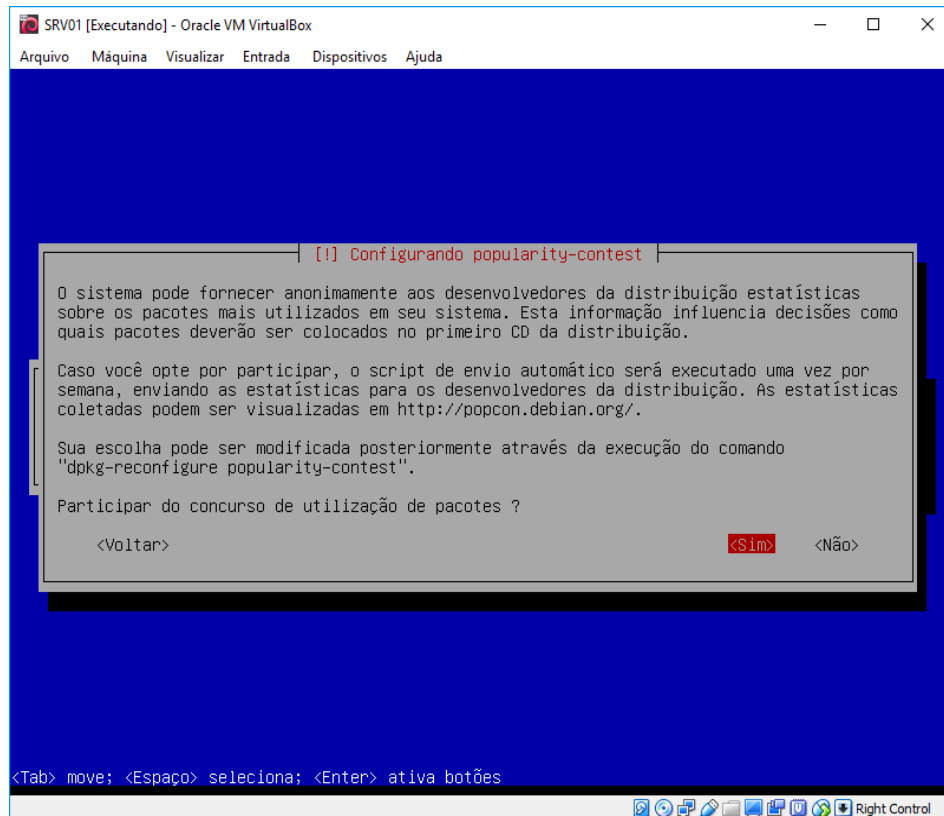 SRV01 [Executando] - Oracle VM VirtualBox
Arquivo Máquina Visualizar Entrada Dispositivos Ajuda
[!] Configurando popularity-contest
O sistema pode fornecer anonimamente aos desenvolvedores da distribuição estatísticas
sobre os pacotes mais utilizados em seu sistema. Esta informação influencia decisões como
quais pacotes deverão ser colocados no primeiro CD da distribuição.
Caso você opte por participar, o script de envio automático será executado uma vez por
semana, enviando as estatísticas para os desenvolvedores da distribuição. As estatísticas
coletadas podem ser visualizadas em http://popcon.debian.org/.
Sua escolha pode ser modificada posteriormente através da execução do comando
"dpkg-reconfigure popularity-contest".
Participar do concurso de utilização de pacotes ?
<Voltar> <Sim> <Não>
<Tab> move; <Espaço> seleciona; <Enter> ativa botões
Right Control